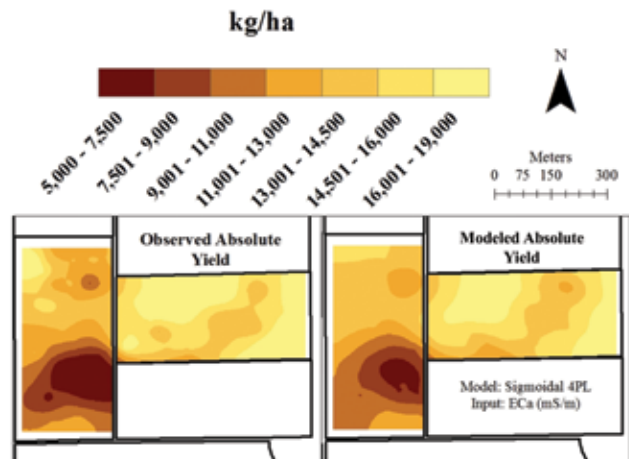 kg/ha
N
5,000 - 7,500
7,501 - 9,000
9,001 - 11,000
11,001 - 13,000
13,001 - 14,500
14,501 - 16,000
16,001 - 19,000
Meters
0 75 150 300
Observed Absolute
Yield
Modeled Absolute
Yield
Model: Sigmoidal 4PL
Input: ECa (mS/m)